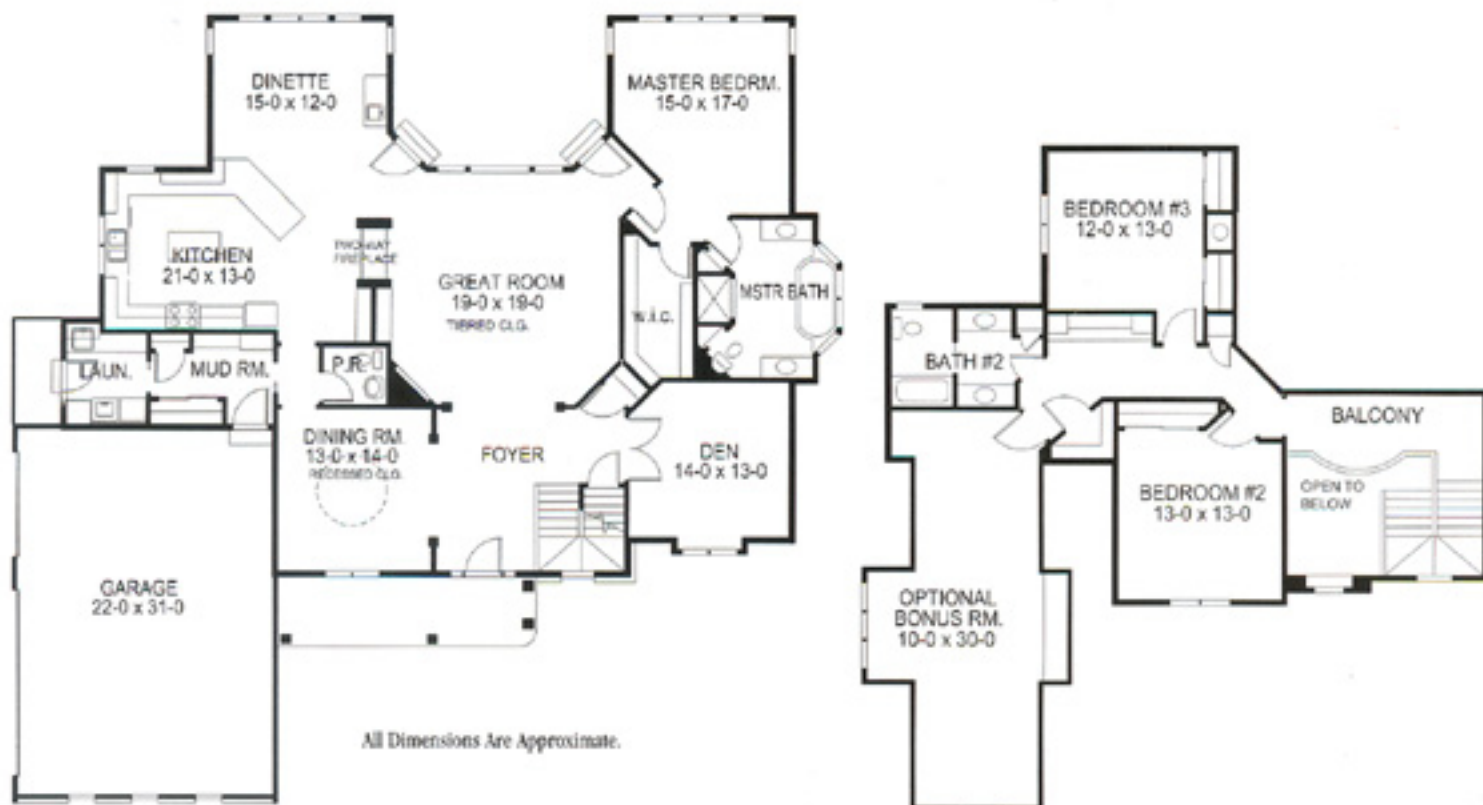 DINETTE
15-0 x 12-0
MASTER BEDRM.
15-0 x 17-0
KITCHEN
21-0 x 13-0
FIREPLACE
GREAT ROOM
19-0 x 19-0
TIERED CLG.
W.I.C.
MSTR BATH
LAUN.
MUD RM.
P.R.
DINING RM.
13-0 x 14-0
RECESSED CLG.
FOYER
DEN
14-0 x 13-0
GARAGE
22-0 x 31-0
All Dimensions Are Approximate.
BEDROOM #3
12-0 x 13-0
BATH #2
BALCONY
OPEN TO
BELOW
BEDROOM #2
13-0 x 13-0
OPTIONAL
BONUS RM.
10-0 x 30-0